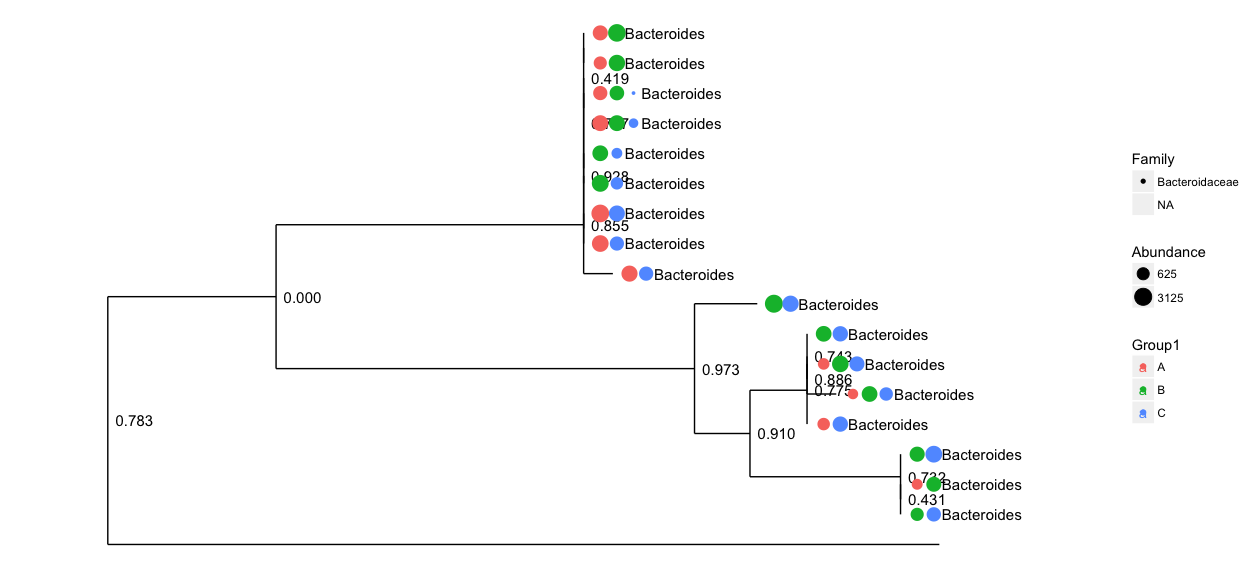 Bacteroides
Bacteroides
0.419
Bacteroides
Bacteroides
Bacteroides
0.928
Bacteroides
Bacteroides
0.855
Bacteroides
Bacteroides
0.000
Bacteroides
Bacteroides
0.743
Bacteroides
0.973
0.886
0.775
Bacteroides
0.783
Bacteroides
0.910
Bacteroides
0.732
Bacteroides
0.431
Bacteroides
Family
Bacteroidaceae
NA
Abundance
625
3125
Group1
A
B
C